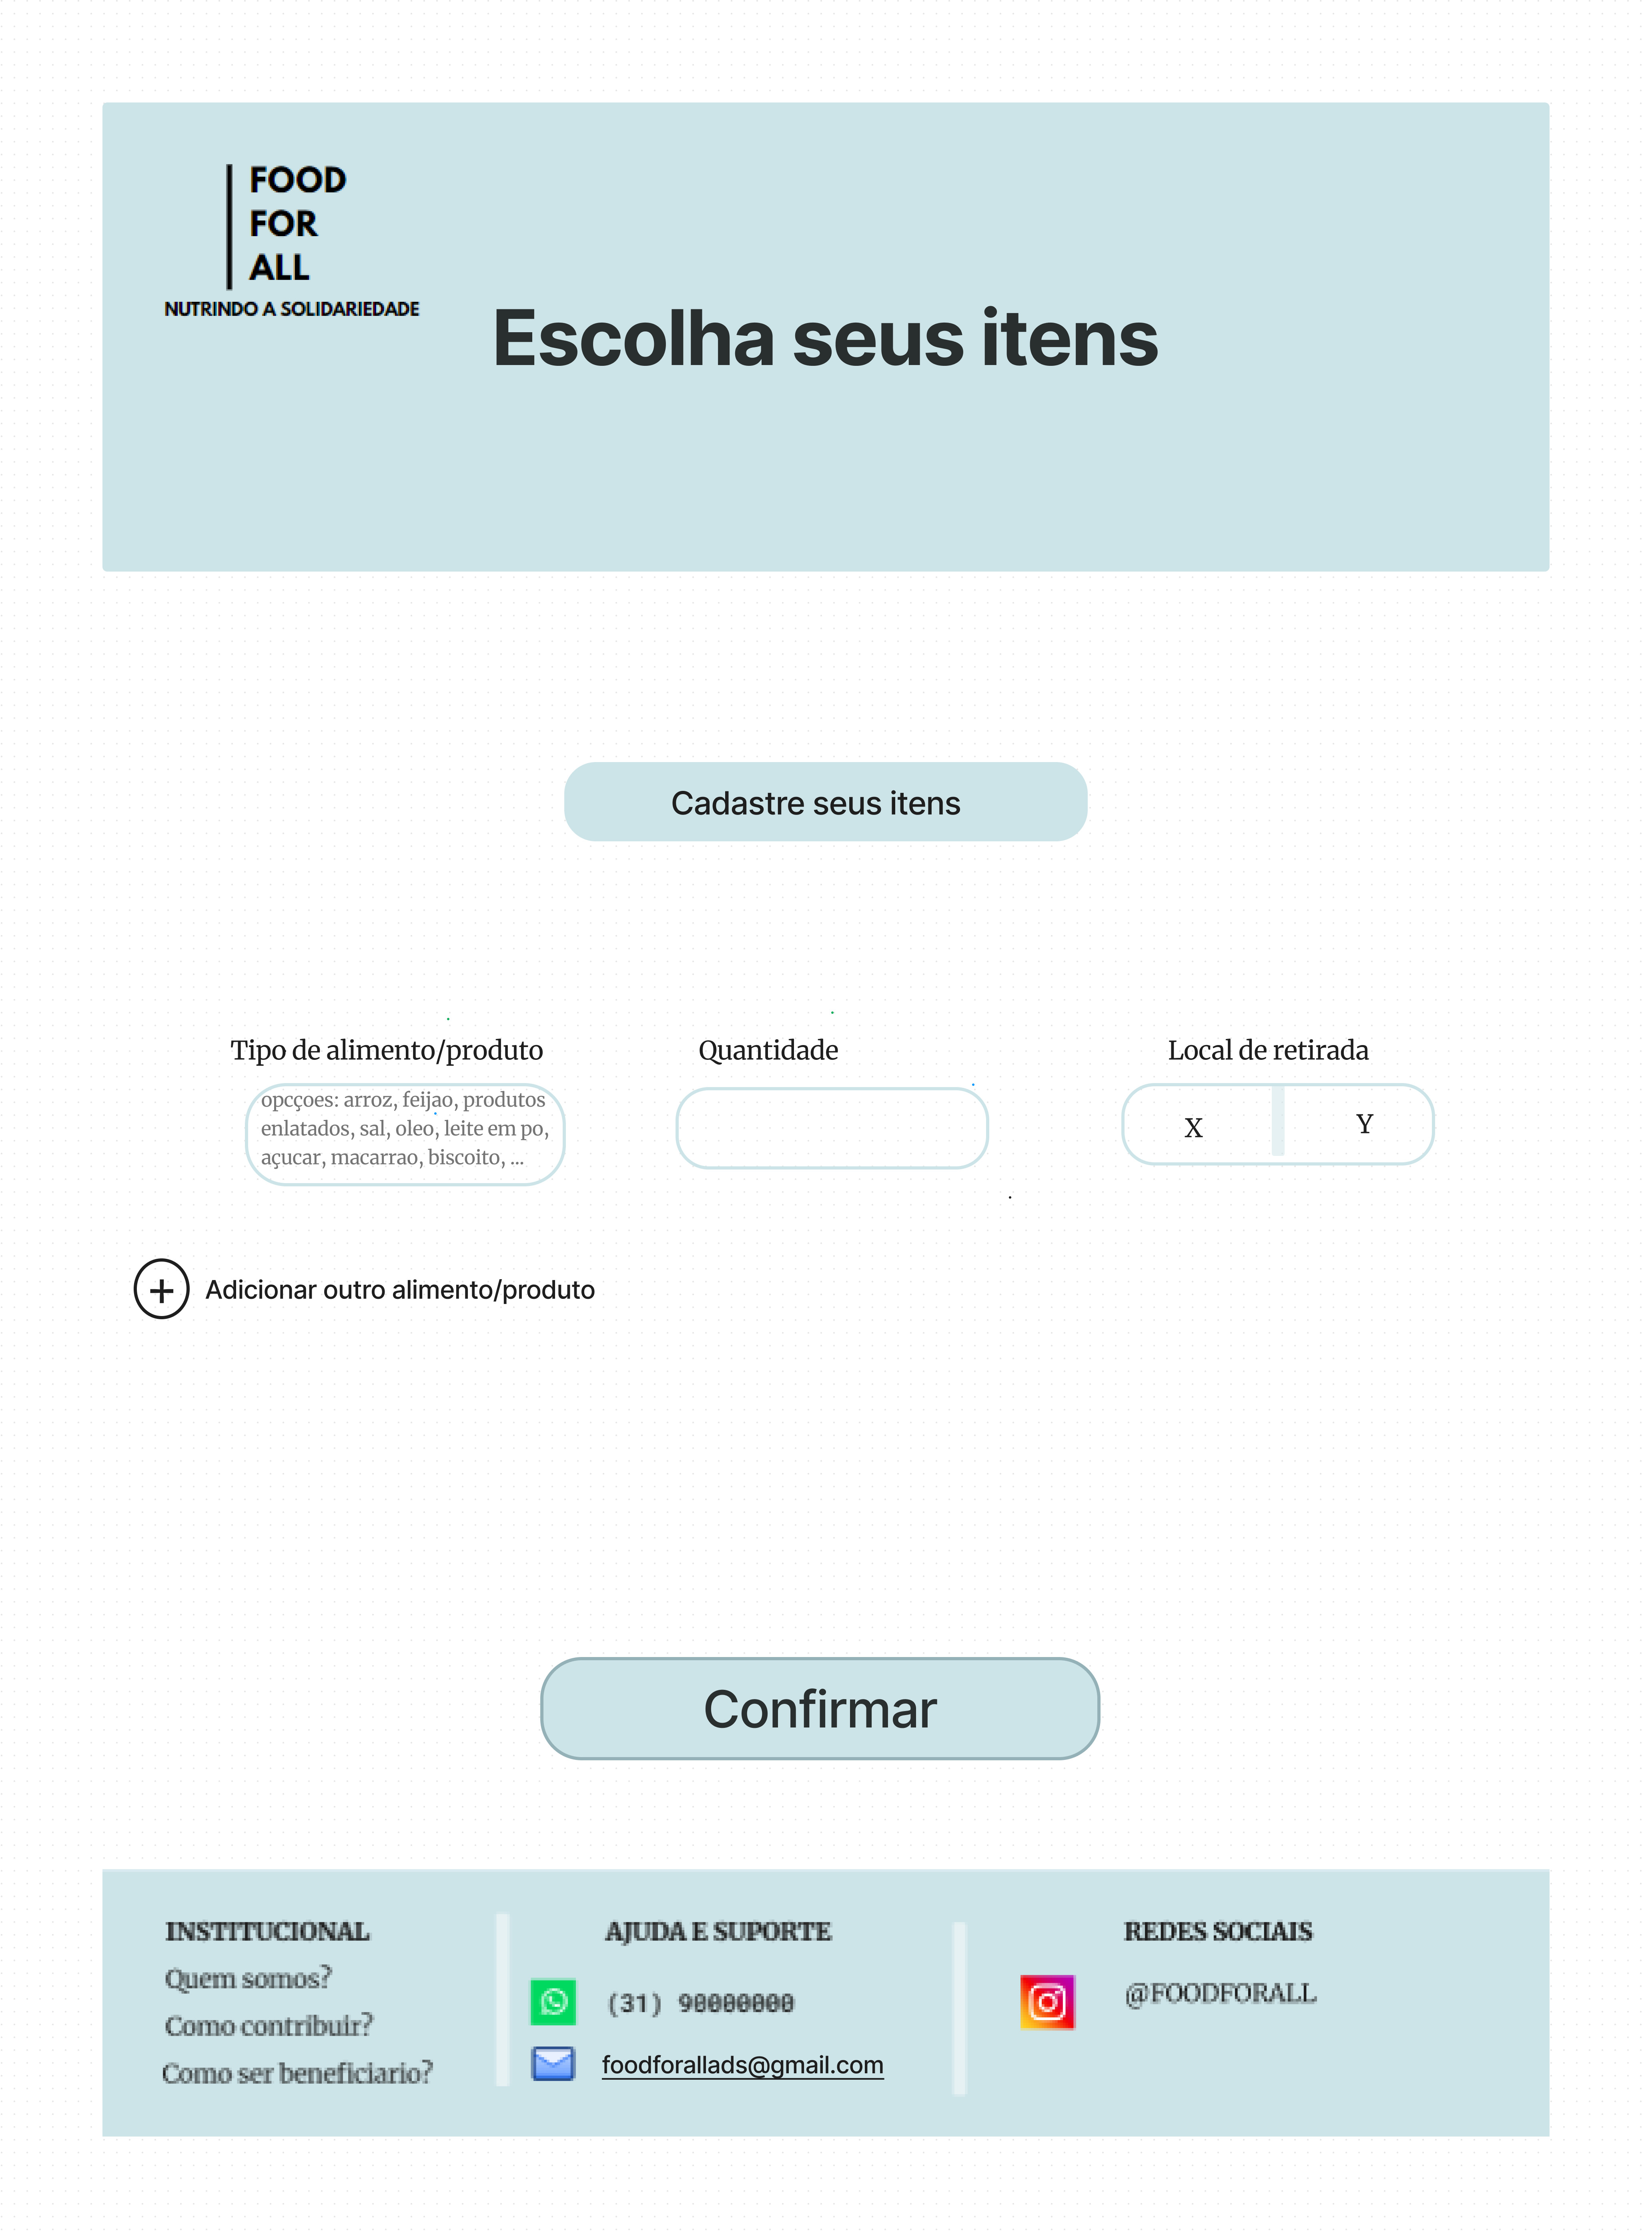 FOOD
FOR
ALL
NUTRINDO A SOLIDARIEDADE
Escolha seus itens
Cadastre seus itens
Tipo de alimento/produto
Quantidade
Local de retirada
opcçoes: arroz, feijao, produtos
enlatados, sal, oleo, leite em po,
açucar, macarrao, biscoito, ...
X
Y
+ Adicionar outro alimento/produto
Confirmar
INSTITUCIONAL
Quem somos?
Como contribuir?
Como ser beneficiario?
AJUDA E SUPORTE
(31) 90000000
foodforallads@gmail.com
REDES SOCIAIS
@FOODFORALL